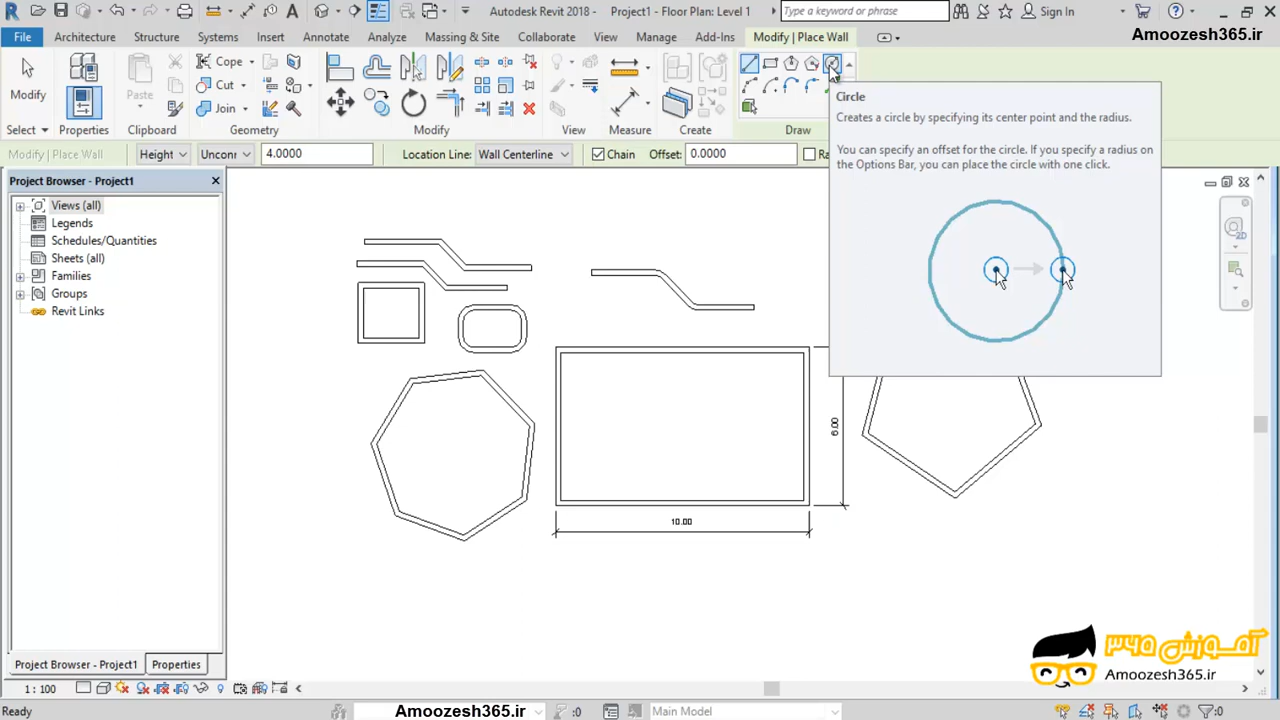 Autodesk Revit 2018 - Project1 - Floor Plan: Level 1
Type a keyword or phrase
Sign In
File
Architecture
Structure
Systems
Insert
Annotate
Analyze
Massing & Site
Collaborate
View
Manage
Add-Ins
Modify | Place Wall
Amoozesh365.ir
Modify
Paste
Cope
Cut
Join
Select
Properties
Clipboard
Geometry
Modify
View
Measure
Create
Draw
Modify | Place Wall
Height
Unconr
4.0000
Location Line:
Wall Centerline
Chain
Offset:
0.0000
Circle
Creates a circle by specifying its center point and the radius.
You can specify an offset for the circle. If you specify a radius on
the Options Bar, you can place the circle with one click.
Project Browser - Project1
Views (all)
Legends
Schedules/Quantities
Sheets (all)
Families
Groups
Revit Links
2D
6.00
10.00
Project Browser - Project1
Properties
آموزش ۳۶۵
Amoozesh365.ir
1 : 100
Ready
Amoozesh365.ir
:0
Main Model
:0